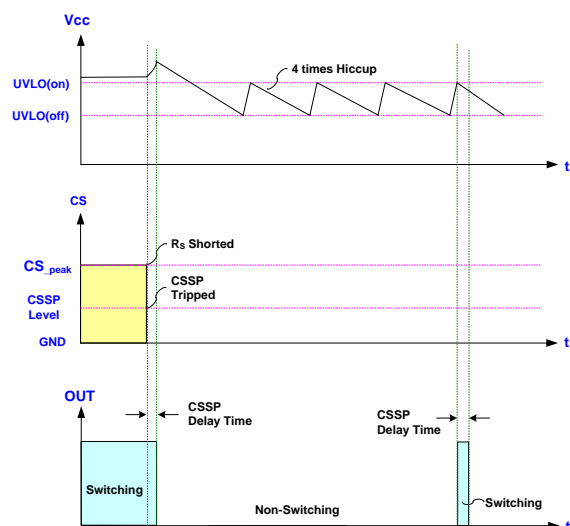 Vcc
4 times Hiccup
UVLO(on)
UVLO(off)
t
CS
Rs Shorted
CS_peak
CSSP
Tripped
CSSP
Level
GND
t
OUT
CSSP
Delay Time
CSSP
Delay Time
Switching
Non-Switching
Switching
t